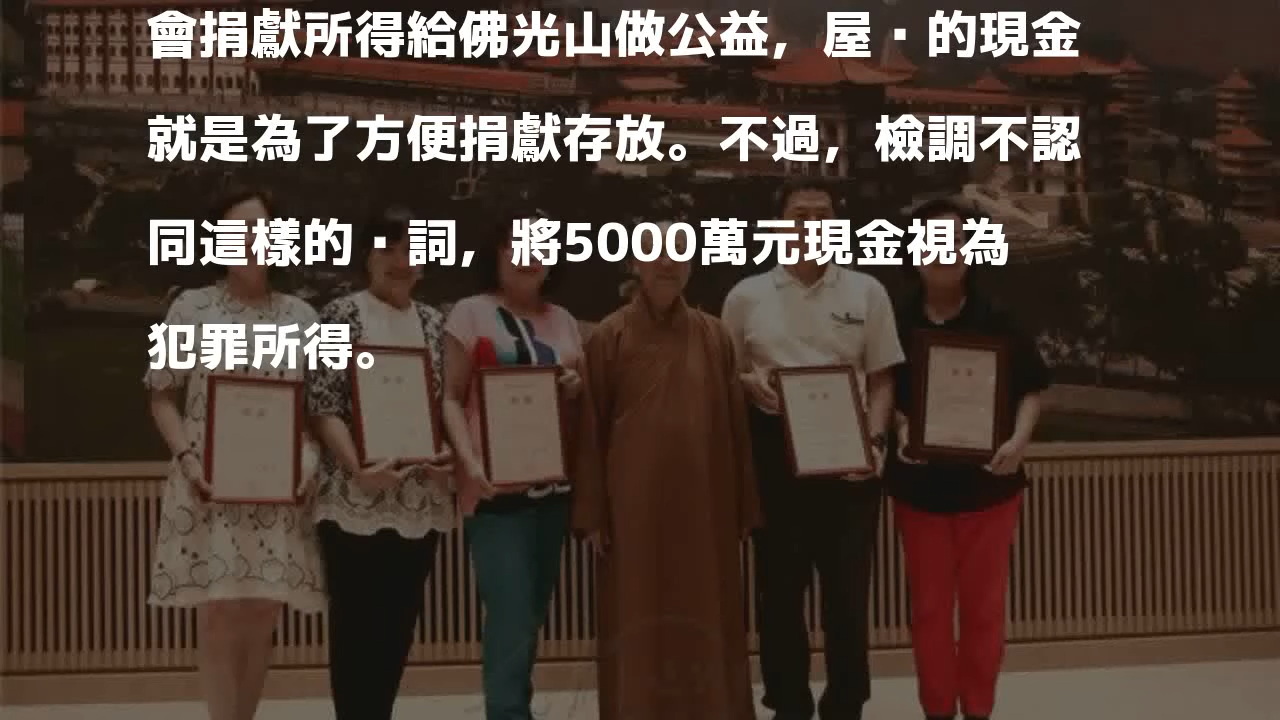 會捐獻所得給佛光山做公益，屋▪的現金
就是為了方便捐獻存放。不過，檢調不認
同這樣的▪詞，將5000萬元現金視為
犯罪所得。